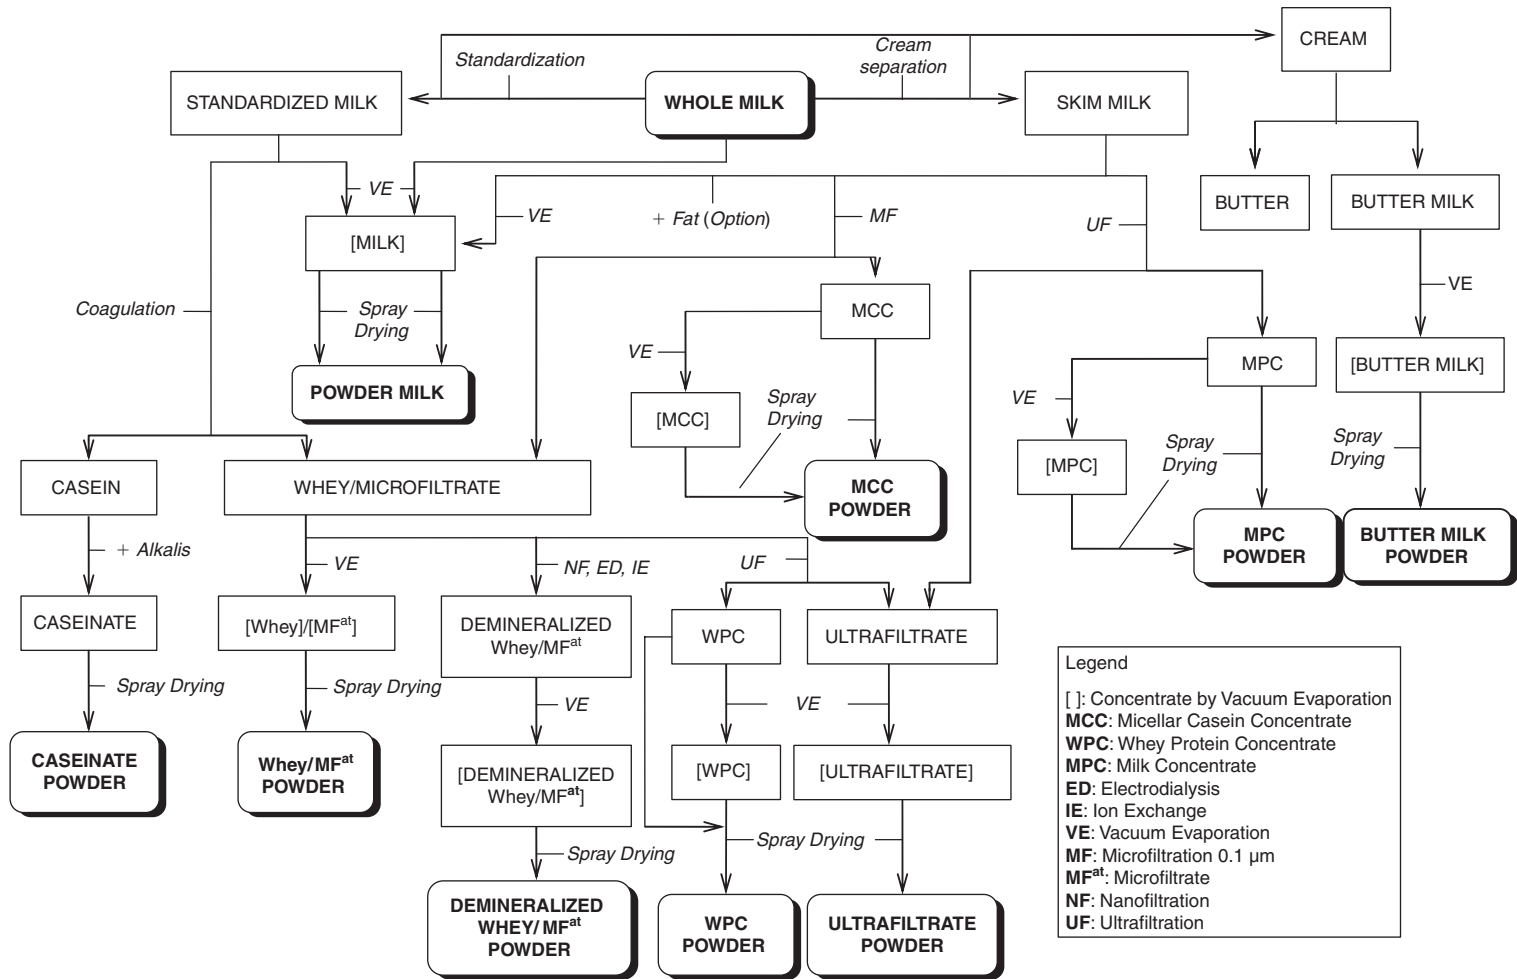 CREAM
Standardization
Cream
separation
STANDARDIZED MILK
WHOLE MILK
SKIM MILK
VE
BUTTER
BUTTER MILK
[MILK]
VE
+ Fat (Option)
MF
UF
Coagulation
Spray
Drying
MCC
VE
POWDER MILK
VE
[MCC]
Spray
Drying
MPC
[BUTTER MILK]
VE
[MPC]
Spray
Drying
Spray
Drying
CASEIN
WHEY/MICROFILTRATE
MCC
POWDER
MPC
POWDER
BUTTER MILK
POWDER
+ Alkalis
VE
NF, ED, IE
UF
CASEINATE
[Whey]/[MFat]
DEMINERALIZED
Whey/MFat
WPC
ULTRAFILTRATE
Spray Drying
Spray Drying
VE
VE
CASEINATE
POWDER
Whey/MFat
POWDER
[DEMINERALIZED
Whey/MFat]
[WPC]
[ULTRAFILTRATE]
Spray Drying
Spray Drying
DEMINERALIZED
WHEY/ MFat
POWDER
WPC
POWDER
ULTRAFILTRATE
POWDER
Legend
[ ]: Concentrate by Vacuum Evaporation
MCC: Micellar Casein Concentrate
WPC: Whey Protein Concentrate
MPC: Milk Concentrate
ED: Electrodialysis
IE: Ion Exchange
VE: Vacuum Evaporation
MF: Microfiltration 0.1 µm
MFat: Microfiltrate
NF: Nanofiltration
UF: Ultrafiltration